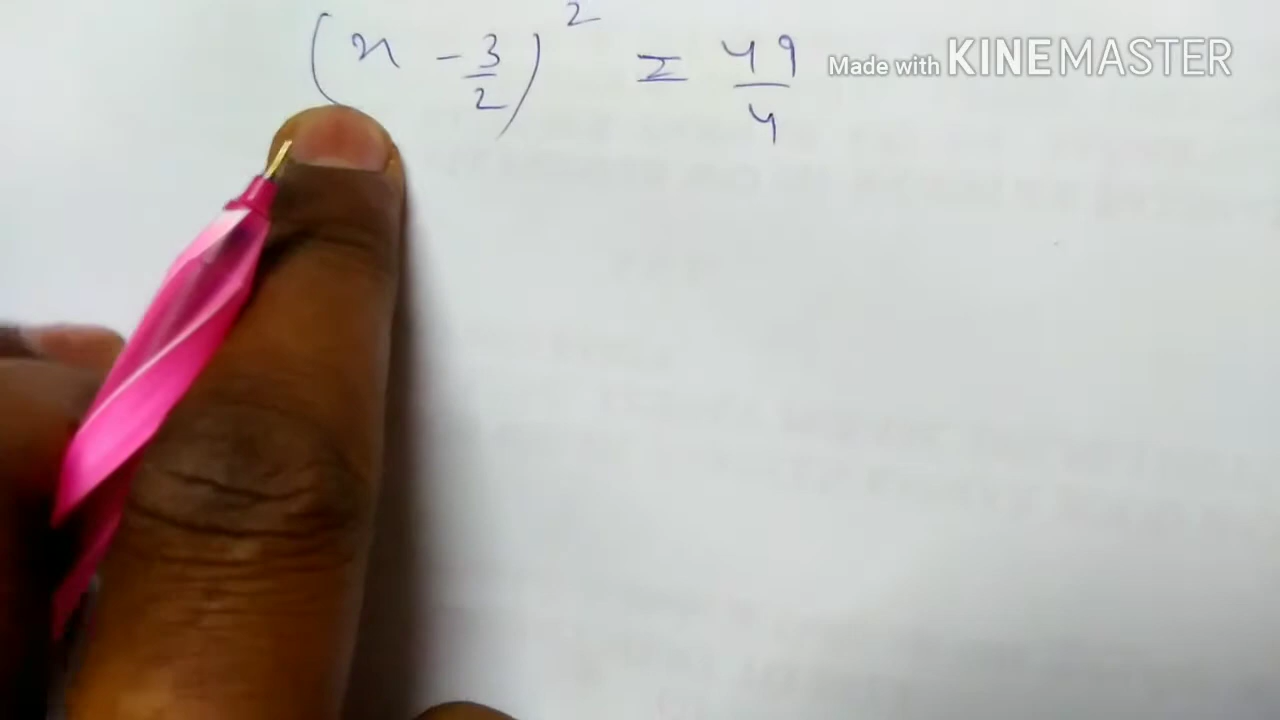 (x - 3/2)² = 49/4
Made with KINEMASTER